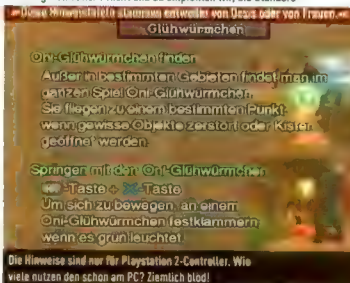 Diese Hinweistafeln stammen entweder von Dexus oder von Frauen.
Glühwürmchen
Oni-Glühwürmchen finden
Außer in bestimmten Gebieten findet man im
ganzen Spiel Oni-Glühwürmchen.
Sie fliegen zu einem bestimmten Punkt,
wenn gewisse Objekte zerstört oder Kisten
geöffnet werden.
Springen mit den Oni-Glühwürmchen
-Taste + -Taste
Um sich zu bewegen, an einem
Oni-Glühwürmchen festklammern
wenn es grün leuchtet.
Die Hinweise sind nur für Playstation 2-Controller. Wie
viele nutzen den schon am PC? Ziemlich blöd!